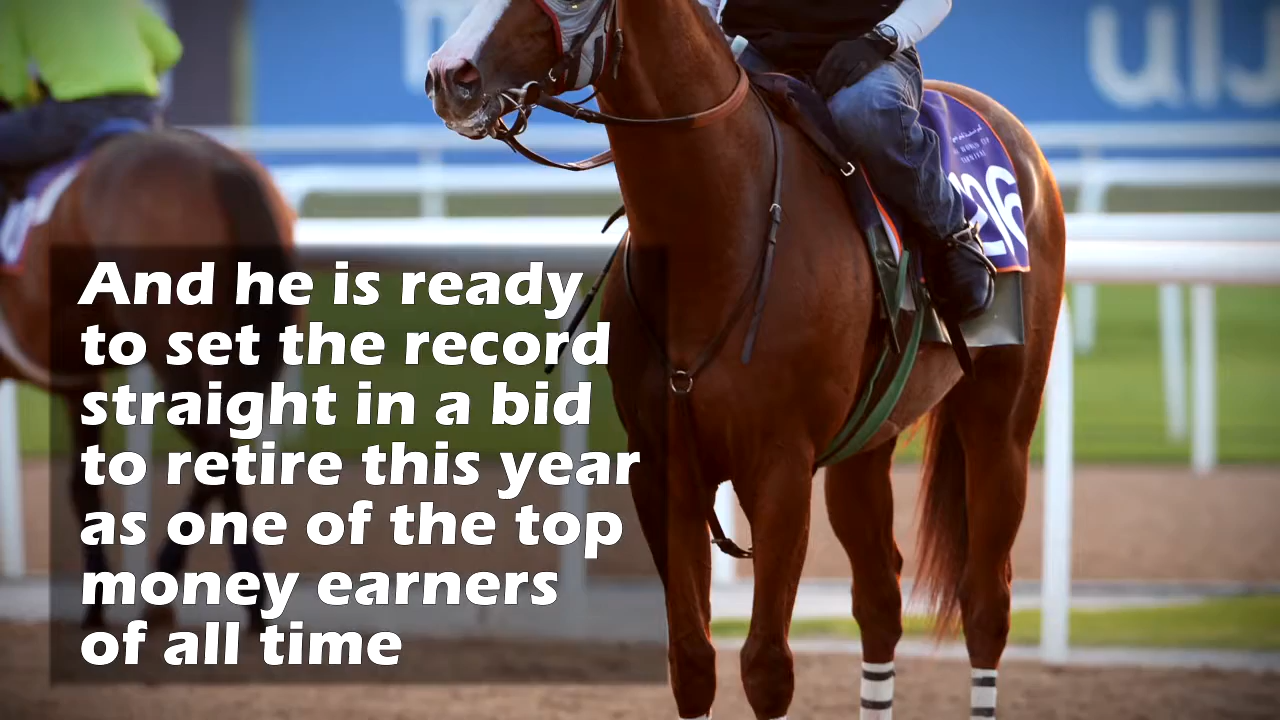 And he is ready
to set the record
straight in a bid
to retire this year
as one of the top
money earners
of all time